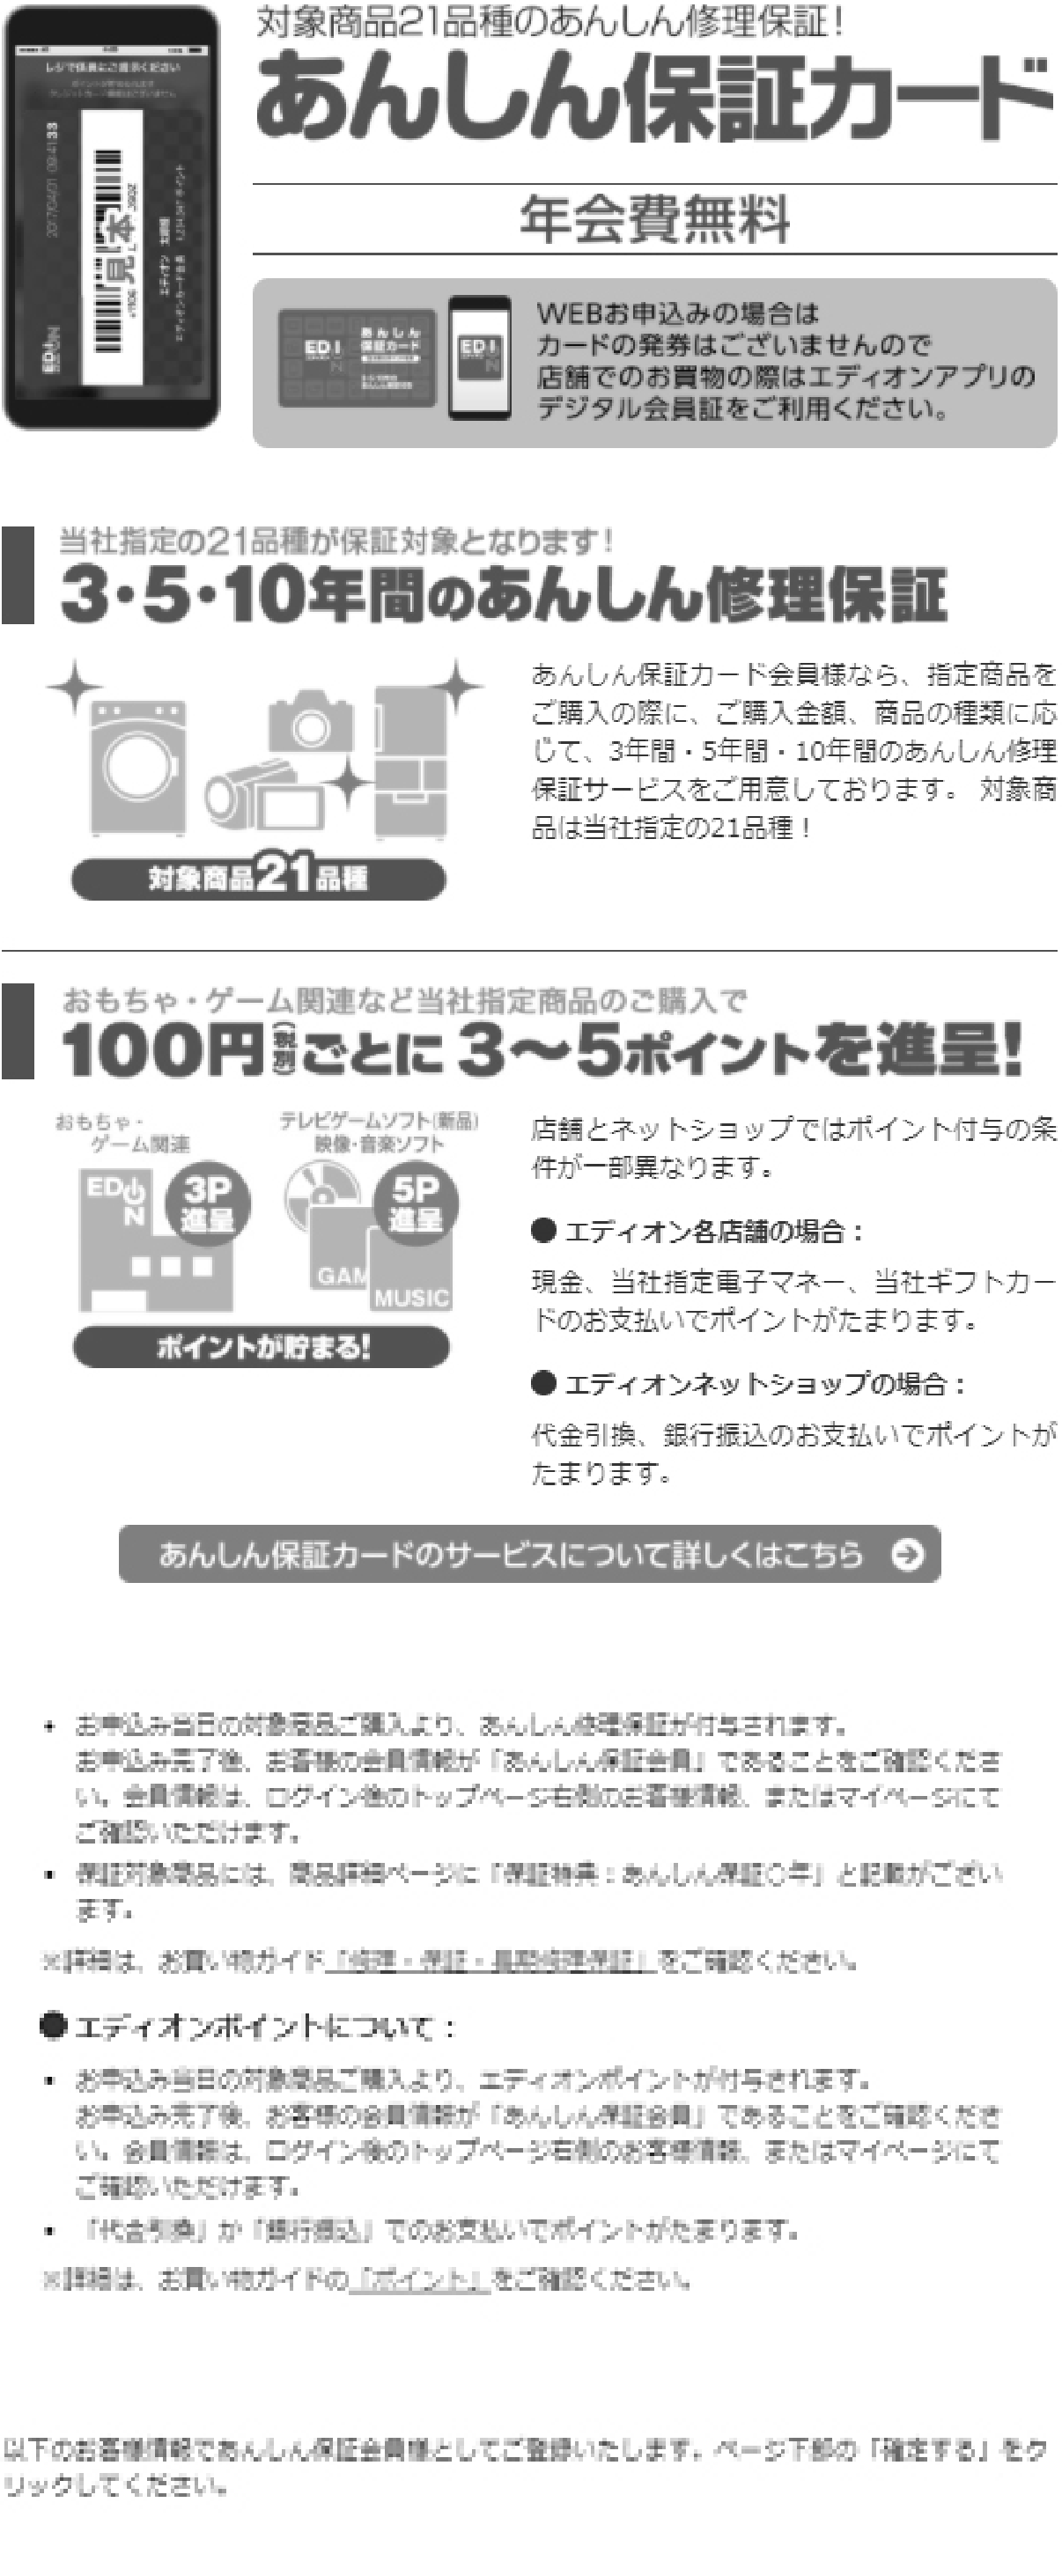 レジで係員にご提示ください
見本
対象商品21品種のあんしん修理保証!
あんしん保証カード
年会費無料
EDI
あんしん
保証カード
EDI
WEBお申込みの場合は
カードの発券はございませんので
店舗でのお買物の際はエディオンアプリの
デジタル会員証をご利用ください。
当社指定の21品種が保証対象となります!
3・5・10年間のあんしん修理保証
対象商品21品種
あんしん保証カード会員様なら、指定商品を
ご購入の際に、ご購入金額、商品の種類に応
じて、3年間・5年間・10年間のあんしん修理
保証サービスをご用意しております。 対象商
品は当社指定の21品種！
おもちゃ・ゲーム関連など当社指定商品のご購入で
100円(税別)ごとに 3〜5ポイントを進呈!
おもちゃ・
ゲーム関連
EDION
3P
進呈
テレビゲームソフト(新品)
映像・音楽ソフト
5P
進呈
GAM
MUSIC
ポイントが貯まる!
店舗とネットショップではポイント付与の条
件が一部異なります。
● エディオン各店舗の場合：
現金、当社指定電子マネー、当社ギフトカー
ドのお支払いでポイントがたまります。
● エディオンネットショップの場合：
代金引換、銀行振込のお支払いでポイントが
たまります。
あんしん保証カードのサービスについて詳しくはこちら
• お申込み当日の対象商品ご購入より、あんしん修理保証が付与されます。
お申込み完了後、お客様の会員情報が「あんしん保証会員」であることをご確認くださ
い。会員情報は、ログイン後のトップページ右側のお客様情報、またはマイページにて
ご確認いただけます。
• 保証対象商品には、商品詳細ページに「保証特典：あんしん保証○年」と記載がござい
ます。
※詳細は、お買い物ガイド「修理・保証・長期修理保証」をご確認ください。
● エディオンポイントについて：
• お申込み当日の対象商品ご購入より、エディオンポイントが付与されます。
お申込み完了後、お客様の会員情報が「あんしん保証会員」であることをご確認くださ
い。会員情報は、ログイン後のトップページ右側のお客様情報、またはマイページにて
ご確認いただけます。
• 「代金引換」か「銀行振込」でのお支払いでポイントがたまります。
※詳細は、お買い物ガイドの「ポイント」をご確認ください。
以下のお客様情報であんしん保証会員様としてご登録いたします。ページ下部の「確定する」をク
リックしてください。